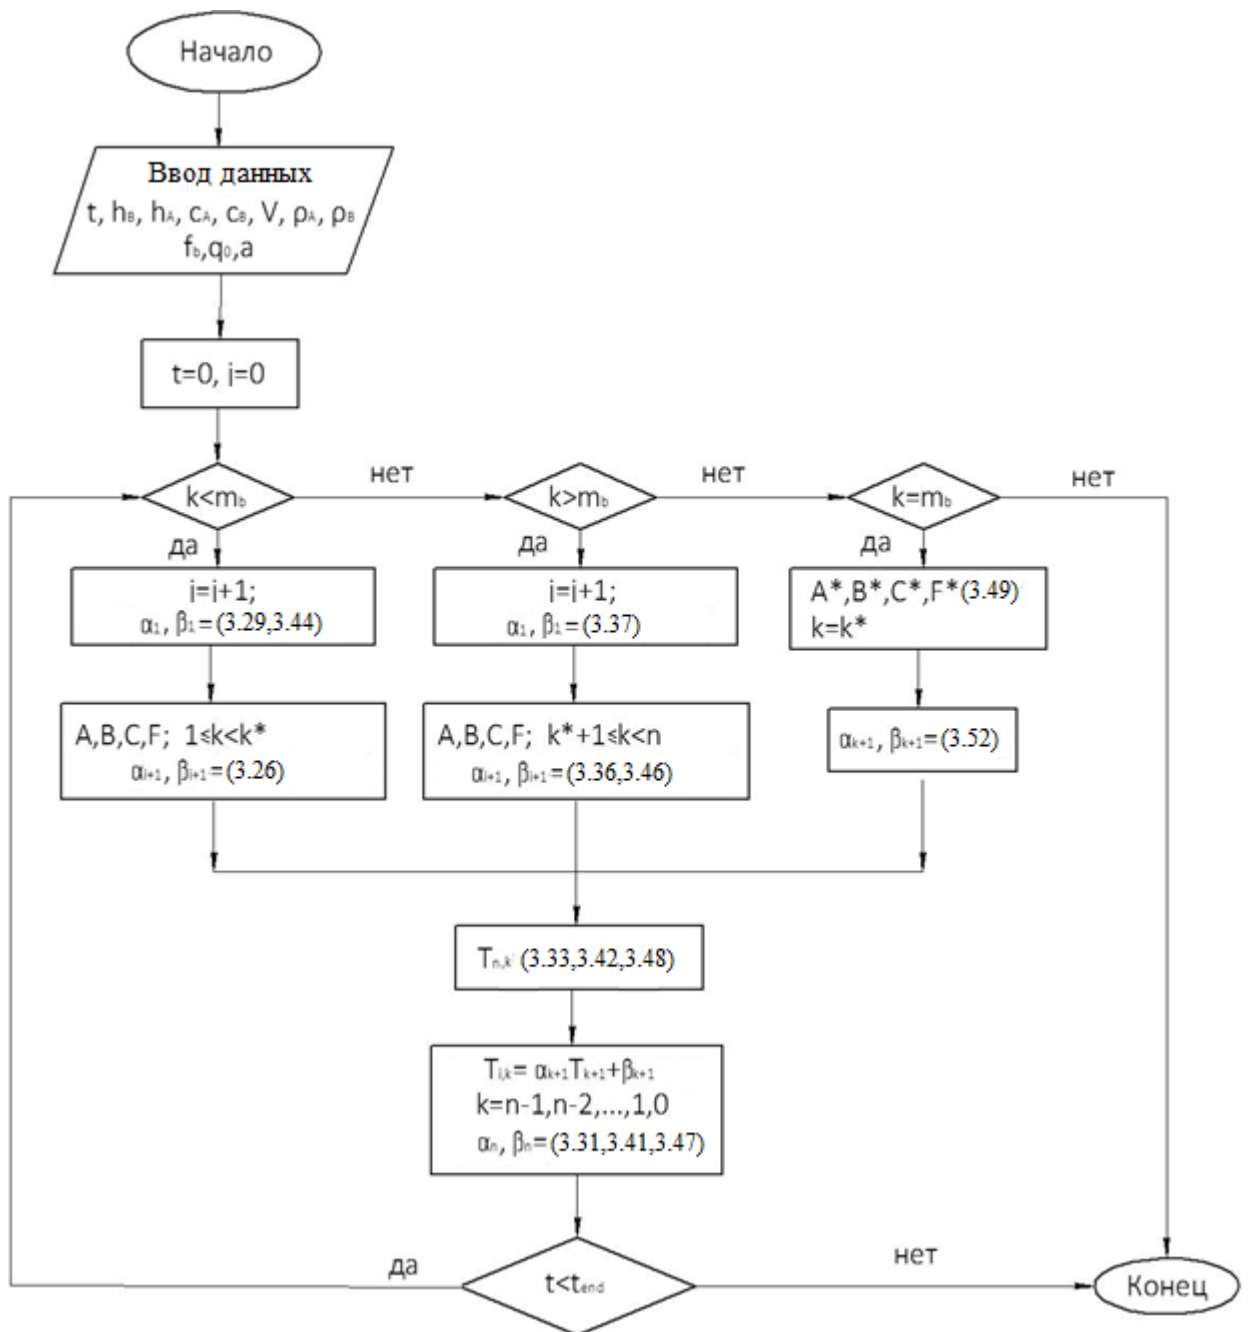 Начало
Ввод данных
t, hB, hA, cA, cB, V, ρA, ρB
fb,q0,a
t=0, i=0
k<mb
нет
k>mb
нет
k=mb
нет
да
да
да
i=i+1;
α1, β1=(3.29,3.44)
i=i+1;
α1, β1=(3.37)
A*,B*,C*,F*(3.49)
k=k*
A,B,C,F; 1≤k<k*
αi+1, βi+1=(3.26)
A,B,C,F; k*+1≤k<n
αi+1, βi+1=(3.36,3.46)
αk+1, βk+1=(3.52)
Tn,k (3.33,3.42,3.48)
Ti,k= αk+1Tk+1+βk+1
k=n-1,n-2,...,1,0
αn, βn=(3.31,3.41,3.47)
да
t<tend
нет
Конец